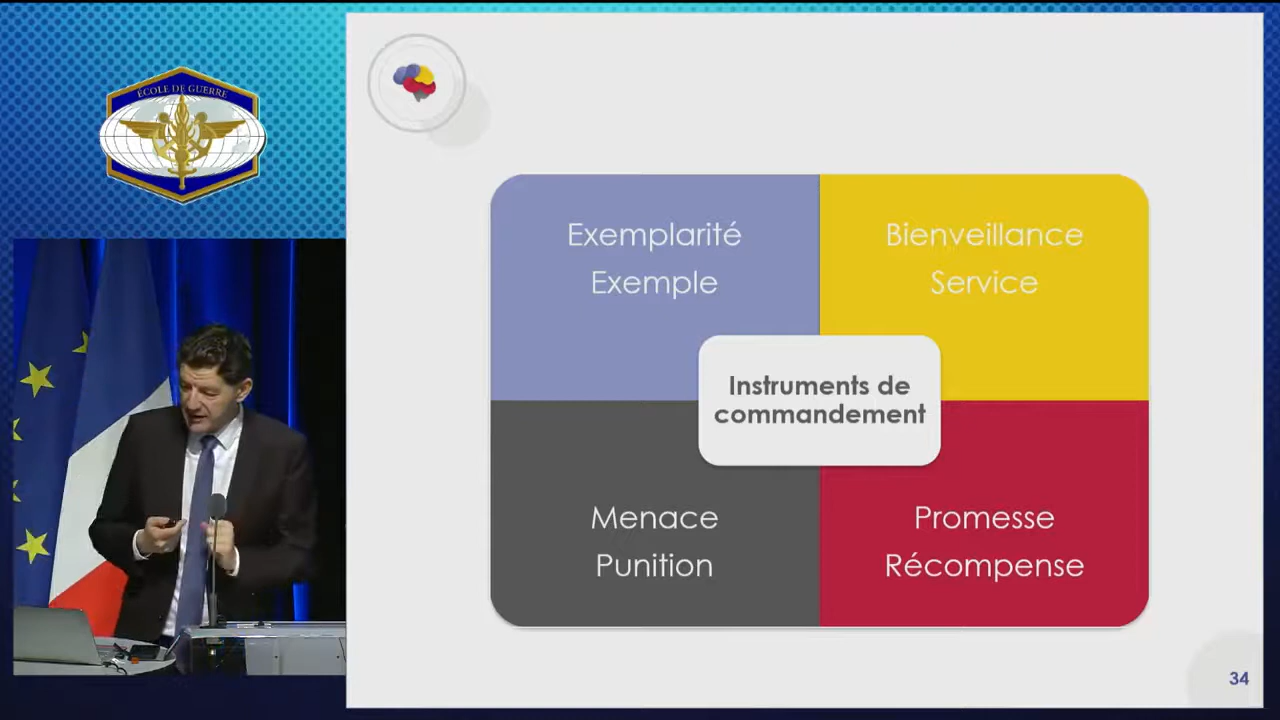 ÉCOLE DE GUERRE
Exemplarité
Exemple
Bienveillance
Service
Instruments de
commandement
Menace
Punition
Promesse
Récompense
34